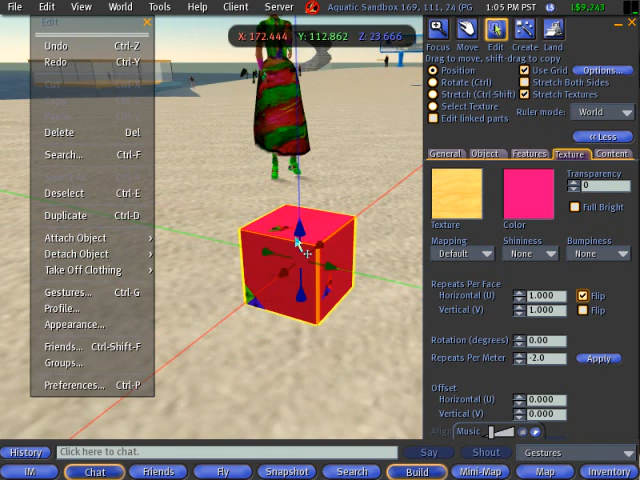 File Edit View World Tools Help Server Aquatic Sandbox 169, 111, 24 (PG 1:05 PM PST L$9,243
Edit
Undo Ctrl-Z
Redo Ctrl-Y
Delete Del
Search... Ctrl-F
Deselect Ctrl-E
Duplicate Ctrl-D
Attach Object
Detach Object
Take Off Clothing
Gestures... Ctrl-G
Profile...
Appearance...
Friends... Ctrl-Shift-F
Groups...
Preferences... Ctrl-P
X: 172.444 Y: 112.862 Z: 23.666
Focus Move Edit Create Land
Drag to move, shift-drag to copy
Position
Rotate (Ctrl)
Stretch (Ctrl-Shift)
Select Texture
Edit linked parts
Use Grid Options...
Stretch Both Sides
Stretch Textures
Ruler mode: World
<< Less
General Object Features Texture Content
Texture
Color
Transparency
0
Full Bright
Mapping Shininess Bumpiness
Default None None
Repeats Per Face
Horizontal (U) 1.000 Flip
Vertical (V) 1.000 Flip
Rotation (degrees) 0.00
Repeats Per Meter -2.0 Apply
Offset
Horizontal (U) 0.000
Vertical (V) 0.000
Music
History Click here to chat. Say Shout Gestures
IM Chat Friends Fly Snapshot Search Build Mini-Map Map Inventory